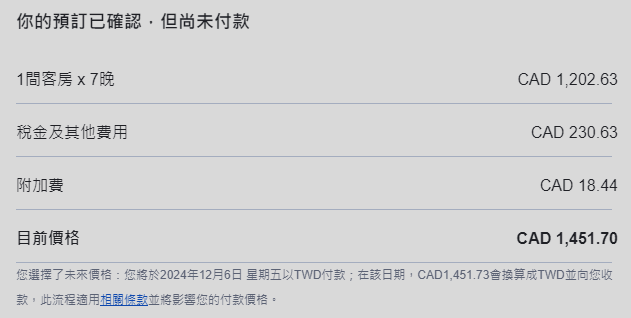 你的預訂已確認，但尚未付款
1間客房 x 7晚 CAD 1,202.63
稅金及其他費用 CAD 230.63
附加費 CAD 18.44
目前價格 CAD 1,451.70
您選擇了未來價格：您將於2024年12月6日 星期五以TWD付款；在該日期，CAD1,451.73會換算成TWD並向您收
款，此流程適用相關條款並將影響您的付款價格。